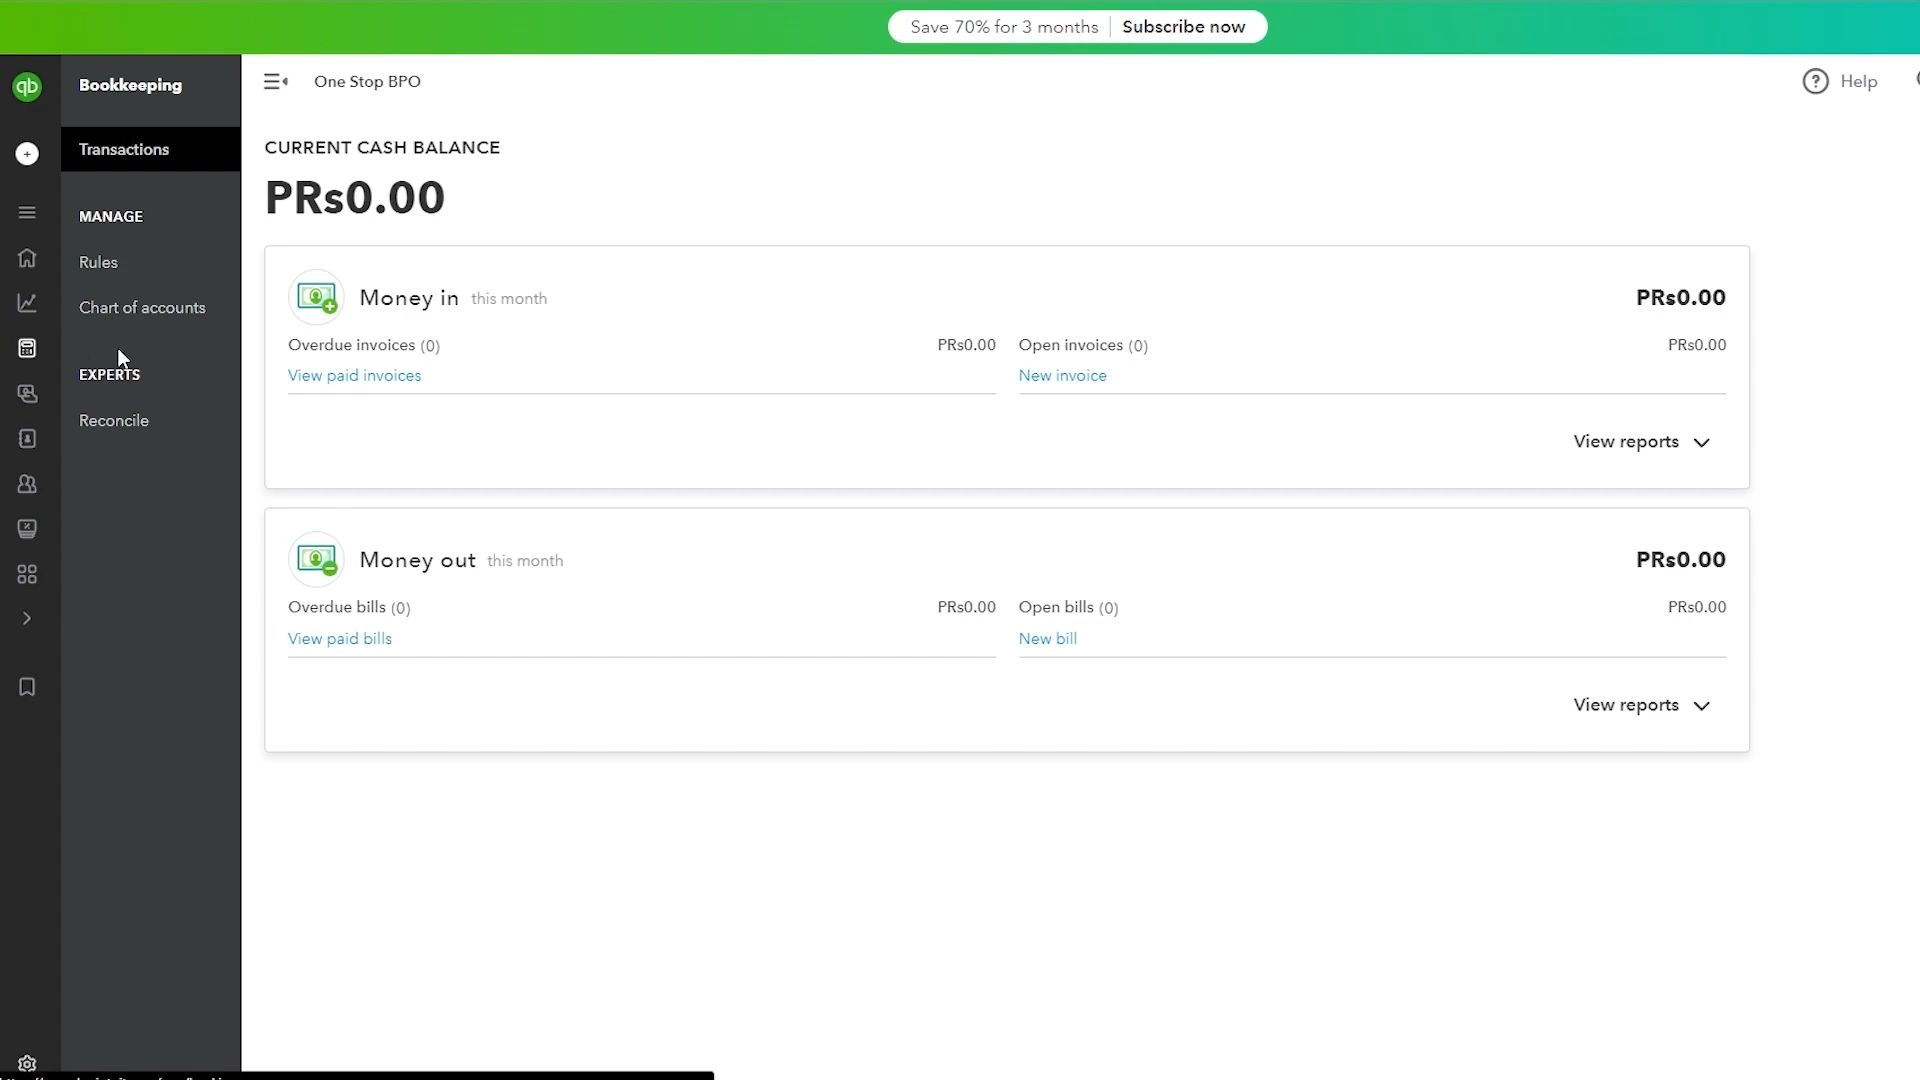 Save 70% for 3 months Subscribe now
qb
Bookkeeping
Transactions
MANAGE
Rules
Chart of accounts
EXPERTS
Reconcile
One Stop BPO
Help
CURRENT CASH BALANCE
PRs0.00
Money in this month PRs0.00
Overdue invoices (0) PRs0.00 Open invoices (0) PRs0.00
View paid invoices New invoice
View reports
Money out this month PRs0.00
Overdue bills (0) PRs0.00 Open bills (0) PRs0.00
View paid bills New bill
View reports